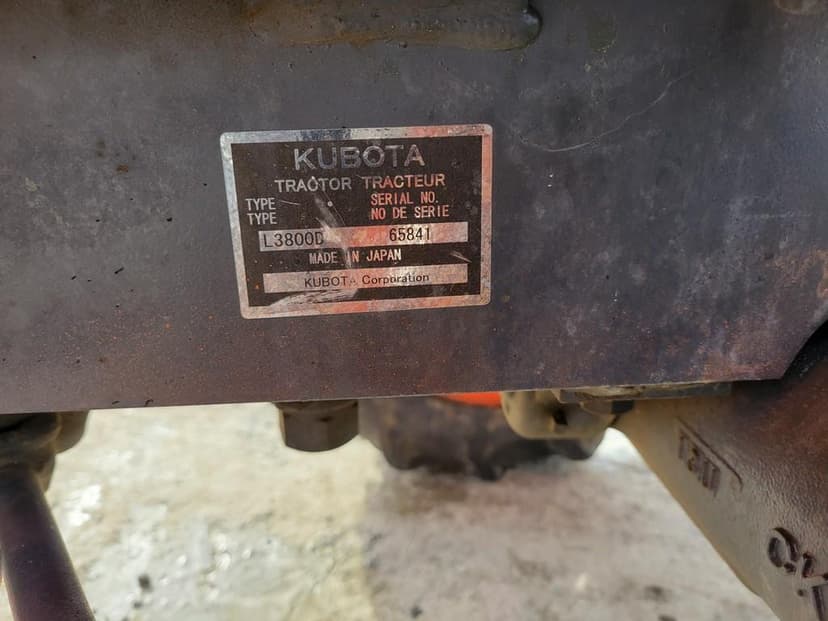 KUBOTA
TRACTOR TRACTEUR
TYPE SERIAL NO.
TYPE NO DE SERIE
L3800D 65841
MADE IN JAPAN
KUBOTA Corporation